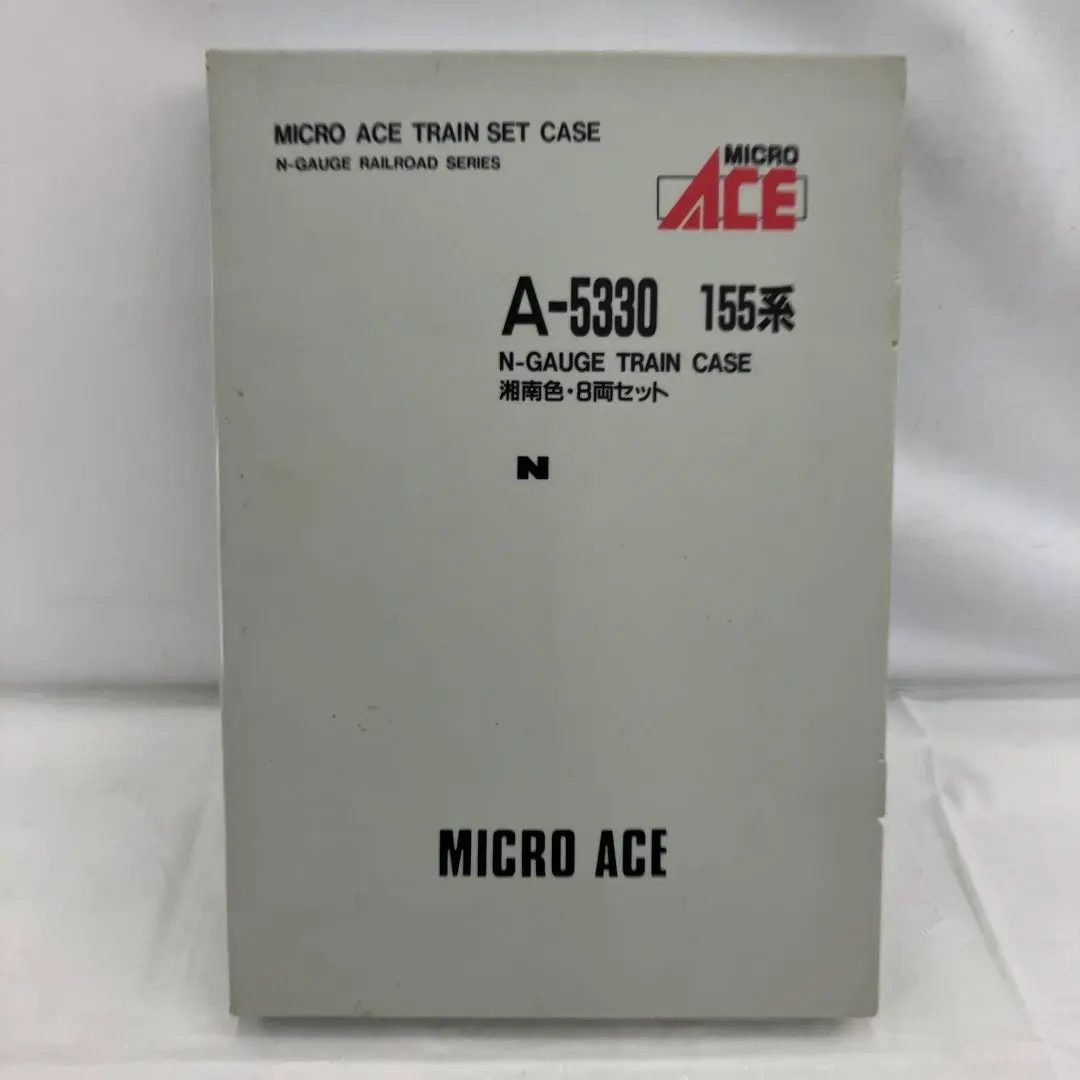 MICRO ACE TRAIN SET CASE
N-GAUGE RAILROAD SERIES
MICRO
ACE
A-5330 155系
N-GAUGE TRAIN CASE
湘南色・8両セット
N
MICRO ACE